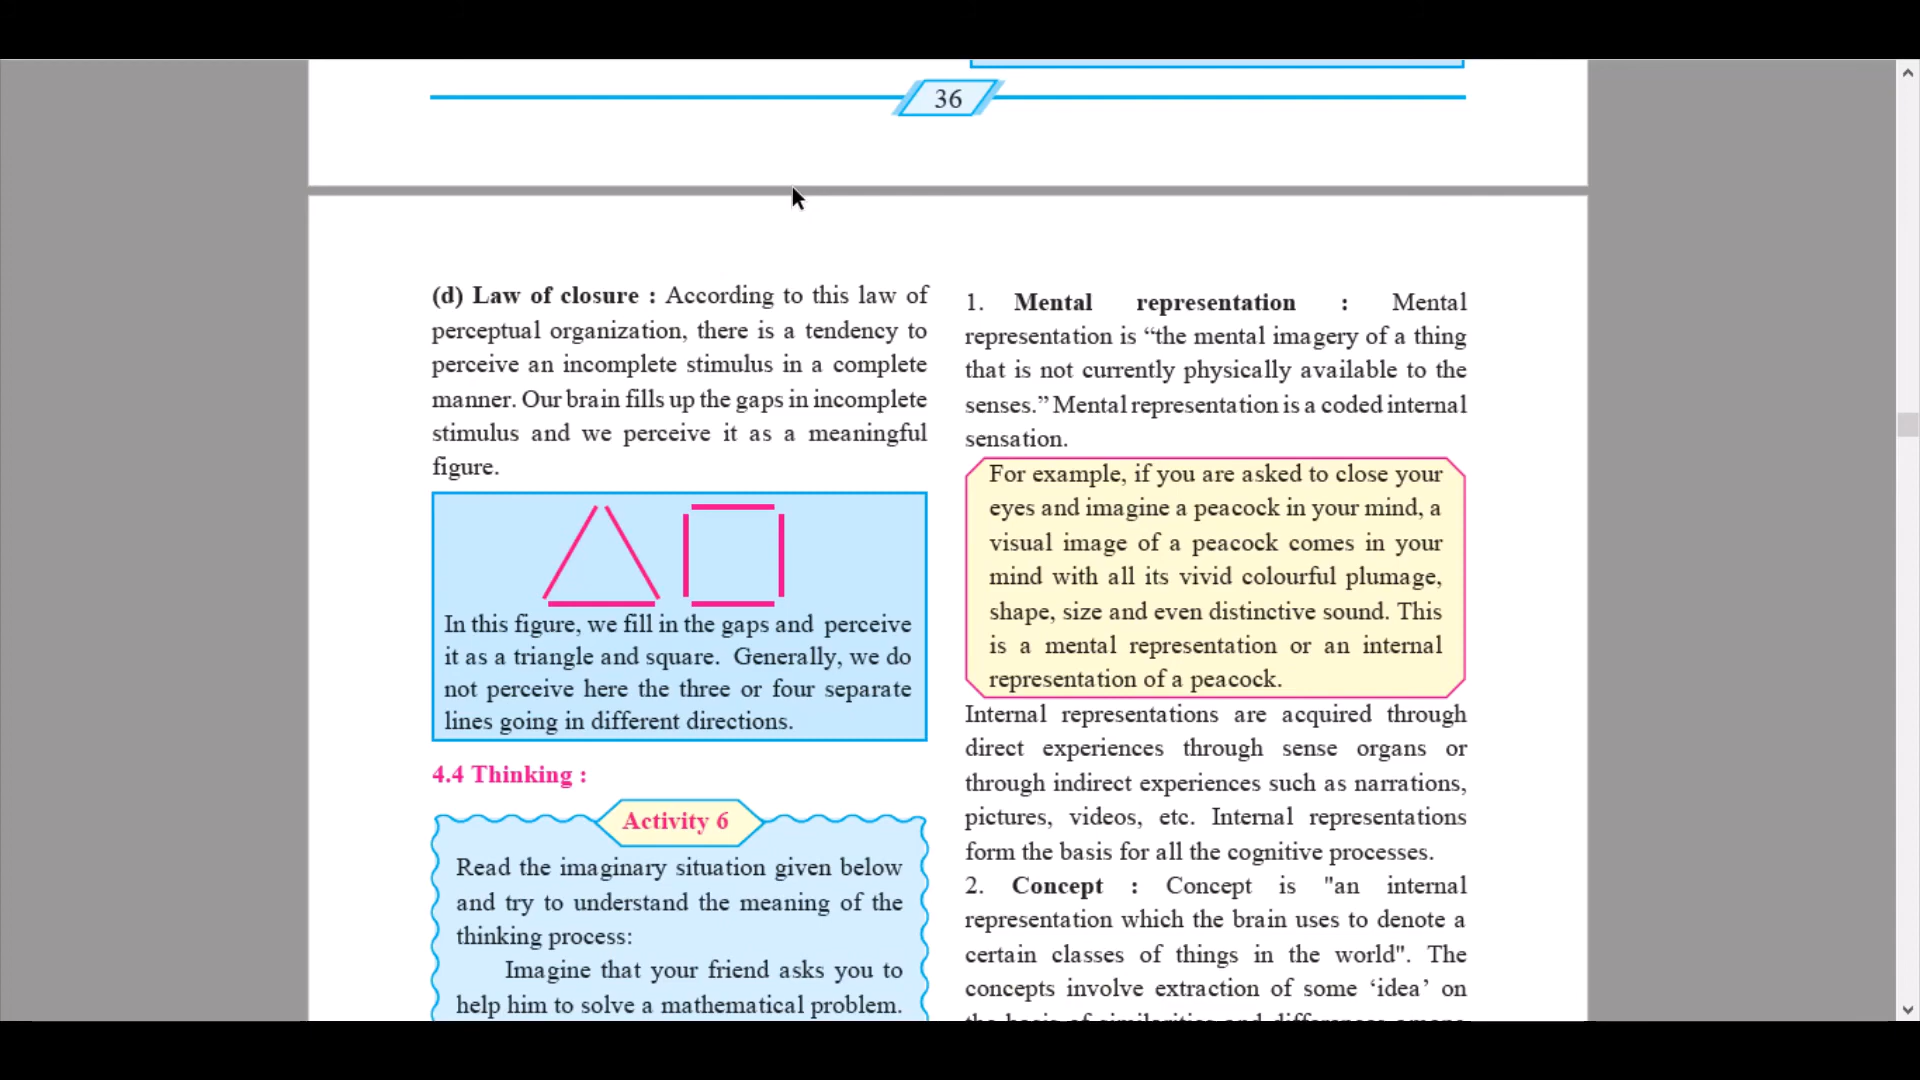 36
(d) Law of closure : According to this law of
perceptual organization, there is a tendency to
perceive an incomplete stimulus in a complete
manner. Our brain fills up the gaps in incomplete
stimulus and we perceive it as a meaningful
figure.
In this figure, we fill in the gaps and perceive
it as a triangle and square. Generally, we do
not perceive here the three or four separate
lines going in different directions.
4.4 Thinking :
Activity 6
Read the imaginary situation given below
and try to understand the meaning of the
thinking process:
Imagine that your friend asks you to
help him to solve a mathematical problem.
1. Mental representation : Mental
representation is “the mental imagery of a thing
that is not currently physically available to the
senses.” Mental representation is a coded internal
sensation.
For example, if you are asked to close your
eyes and imagine a peacock in your mind, a
visual image of a peacock comes in your
mind with all its vivid colourful plumage,
shape, size and even distinctive sound. This
is a mental representation or an internal
representation of a peacock.
Internal representations are acquired through
direct experiences through sense organs or
through indirect experiences such as narrations,
pictures, videos, etc. Internal representations
form the basis for all the cognitive processes.
2. Concept : Concept is "an internal
representation which the brain uses to denote a
certain classes of things in the world". The
concepts involve extraction of some ‘idea’ on
the basis of similarities and differences among